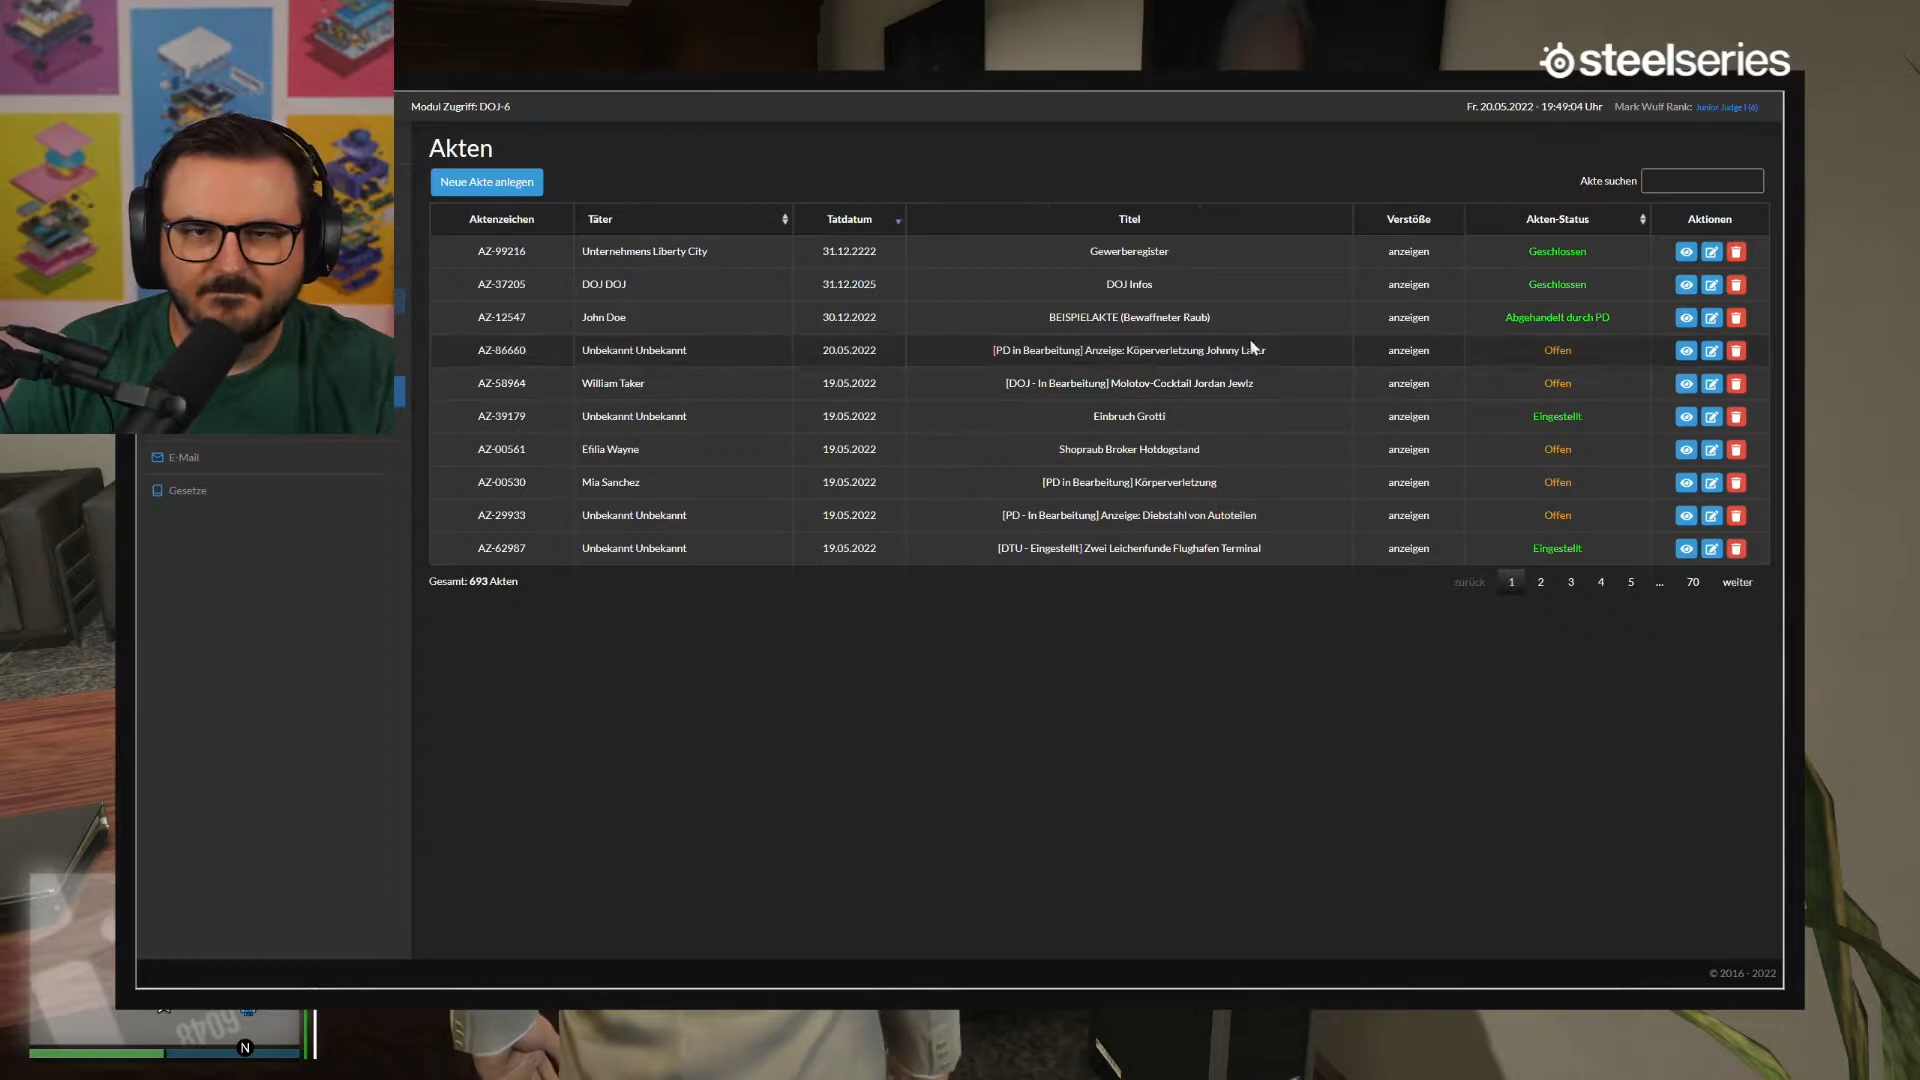 steelseries
Modul Zugriff: DOJ-6
Fr. 20.05.2022 - 19:49:04 Uhr Mark Wulf Rank: Junior Judge I (6)
Akten
Neue Akte anlegen
Akte suchen
Aktenzeichen Täter Tatdatum Titel Verstöße Akten-Status Aktionen
AZ-99216 Unternehmens Liberty City 31.12.2222 Gewerberegister anzeigen Geschlossen
AZ-37205 DOJ DOJ 31.12.2025 DOJ Infos anzeigen Geschlossen
AZ-12547 John Doe 30.12.2022 BEISPIELAKTE (Bewaffneter Raub) anzeigen Abgehandelt durch PD
AZ-86660 Unbekannt Unbekannt 20.05.2022 [PD in Bearbeitung] Anzeige: Köperverletzung Johnny anzeigen Offen
AZ-58964 William Taker 19.05.2022 [DOJ - In Bearbeitung] Molotov-Cocktail Jordan Jewlz anzeigen Offen
AZ-39179 Unbekannt Unbekannt 19.05.2022 Einbruch Grotti anzeigen Eingestellt
AZ-00561 Efilia Wayne 19.05.2022 Shopraub Broker Hotdogstand anzeigen Offen
AZ-00530 Mia Sanchez 19.05.2022 [PD in Bearbeitung] Körperverletzung anzeigen Offen
AZ-29933 Unbekannt Unbekannt 19.05.2022 [PD - In Bearbeitung] Anzeige: Diebstahl von Autoteilen anzeigen Offen
AZ-62987 Unbekannt Unbekannt 19.05.2022 [DTU - Eingestellt] Zwei Leichenfunde Flughafen Terminal anzeigen Eingestellt
Gesamt: 693 Akten
zurück 1 2 3 4 5 ... 70 weiter
E-Mail
Gesetze
© 2016 - 2022
6048
N